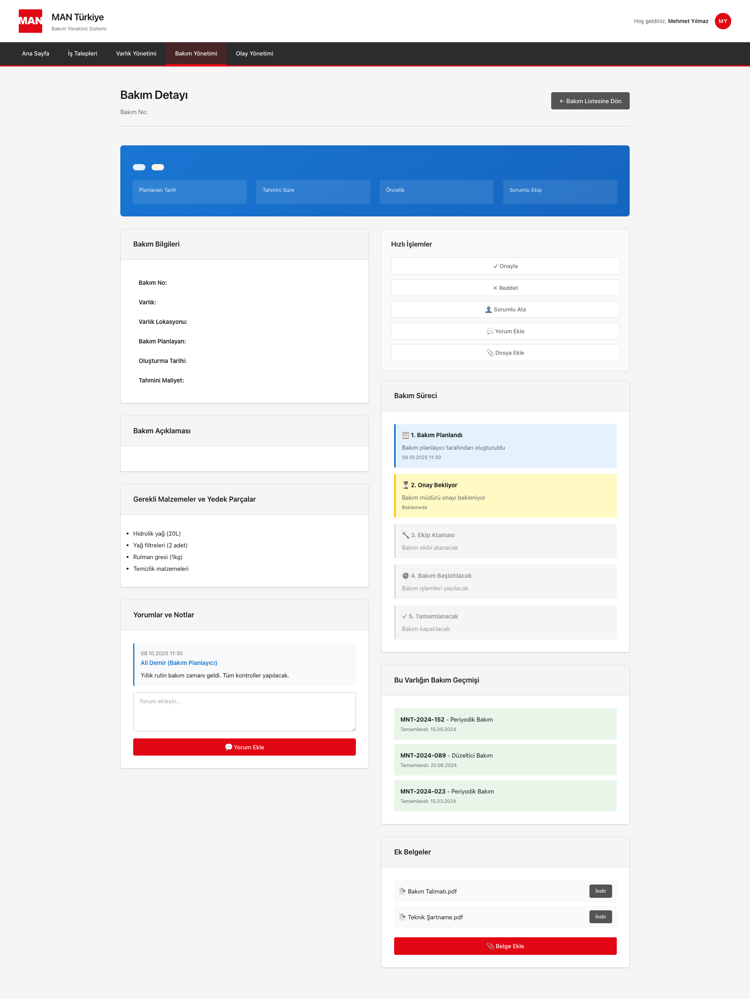 MAN
MAN Türkiye
Bakım Yönetimi Sistemi
Hoş geldiniz, Mehmet Yılmaz
MY
Ana Sayfa
İş Talepleri
Varlık Yönetimi
Bakım Yönetimi
Olay Yönetimi
Bakım Detayı
Bakım No:
← Bakım Listesine Dön
Planlanan Tarih
Tahmini Süre
Öncelik
Sorumlu Ekip
Bakım Bilgileri
Bakım No:
Varlık:
Varlık Lokasyonu:
Bakım Planlayan:
Oluşturma Tarihi:
Tahmini Maliyet:
Bakım Açıklaması
Gerekli Malzemeler ve Yedek Parçalar
• Hidrolik yağ (20L)
• Yağ filtreleri (2 adet)
• Rulman gresi (1kg)
• Temizlik malzemeleri
Yorumlar ve Notlar
08.10.2025 11:30
Ali Demir (Bakım Planlayıcı)
Yıllık rutin bakım zamanı geldi. Tüm kontroller yapılacak.
Yorum ekleyin...
💬 Yorum Ekle
Hızlı İşlemler
✓ Onayla
✕ Reddet
👤 Sorumlu Ata
💬 Yorum Ekle
📎 Dosya Ekle
Bakım Süreci
📋 1. Bakım Planlandı
Bakım planlayıcı tarafından oluşturuldu
08.10.2025 11:30
⏳ 2. Onay Bekliyor
Bakım müdürü onayı bekleniyor
Beklemede
🔧 3. Ekip Ataması
Bakım ekibi atanacak
⚙️ 4. Bakım Başlatılacak
Bakım işlemleri yapılacak
✓ 5. Tamamlanacak
Bakım kapatılacak
Bu Varlığın Bakım Geçmişi
MNT-2024-152 - Periyodik Bakım
Tamamlandı: 15.09.2024
MNT-2024-089 - Düzeltici Bakım
Tamamlandı: 20.06.2024
MNT-2024-023 - Periyodik Bakım
Tamamlandı: 15.03.2024
Ek Belgeler
Bakım Talimatı.pdf
İndir
Teknik Şartname.pdf
İndir
📎 Belge Ekle